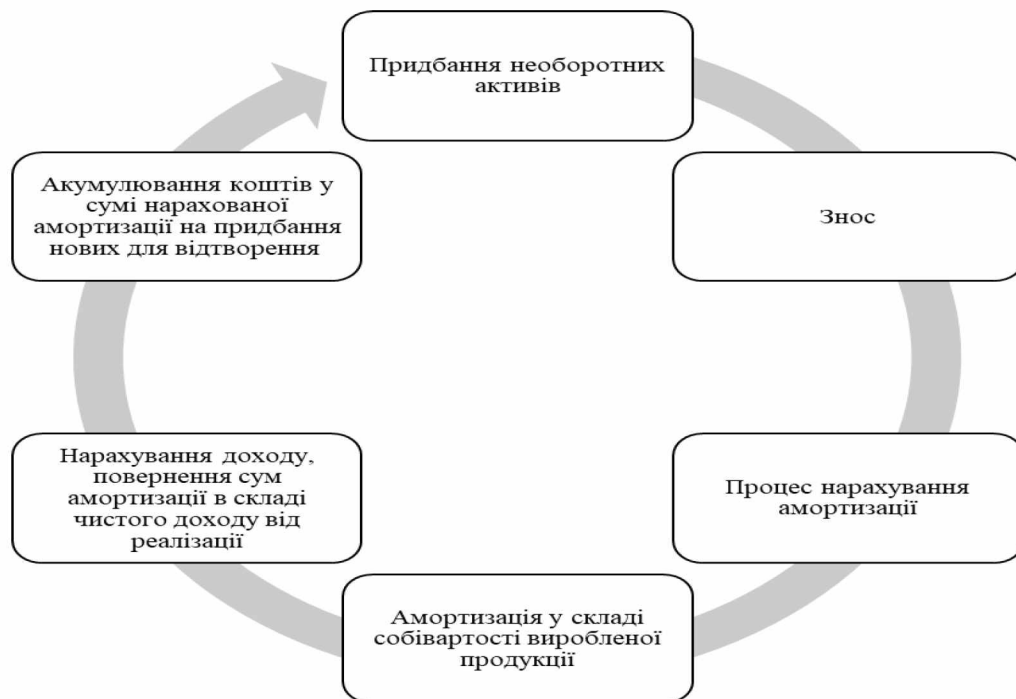 Придбання необоротних
активів
Знос
Процес нарахування
амортизації
Амортизація у складі
собівартості виробленої
продукції
Нарахування доходу,
повернення сум
амортизації в складі
чистого доходу від
реалізації
Акумулювання коштів у
сумі нарахованої
амортизації на придбання
нових для відтворення